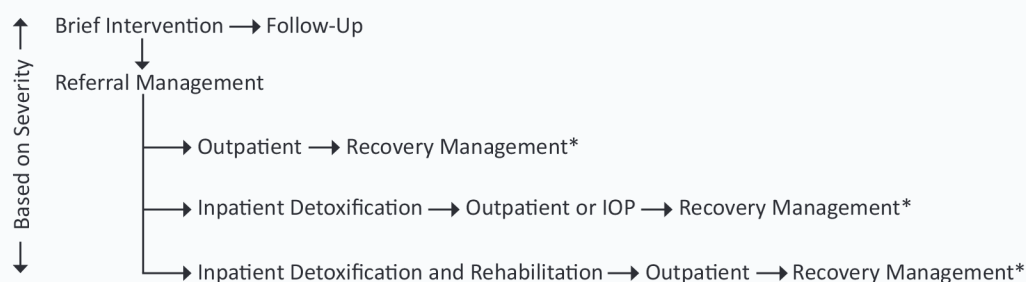 Based on Severity
Brief Intervention Follow-Up
Referral Management
Outpatient Recovery Management*
Inpatient Detoxification Outpatient or IOP Recovery Management*
Inpatient Detoxification and Rehabilitation Outpatient Recovery Management*